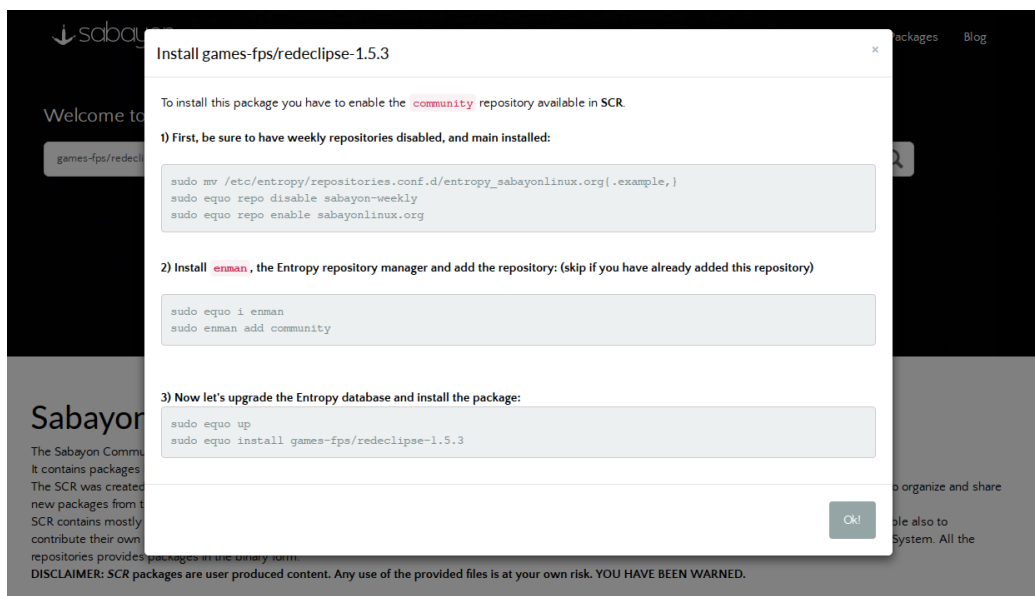 sabayon
Packages Blog
Install games-fps/redeclipse-1.5.3
×
To install this package you have to enable the community repository available in SCR.
Welcome to
1) First, be sure to have weekly repositories disabled, and main installed:
games-fps/redecli
sudo mv /etc/entropy/repositories.conf.d/entropy_sabayonlinux.org{.example,}
sudo equo repo disable sabayon-weekly
sudo equo repo enable sabayonlinux.org
2) Install enman, the Entropy repository manager and add the repository: (skip if you have already added this repository)
sudo equo i enman
sudo enman add community
3) Now let's upgrade the Entropy database and install the package:
sudo equo up
sudo equo install games-fps/redeclipse-1.5.3
Ok!
Sabayon
The Sabayon Commu
It contains packages
The SCR was created o organize and share
new packages from t
SCR contains mostly ble also to
contribute their own System. All the
repositories provides packages in the binary form.
DISCLAIMER: SCR packages are user produced content. Any use of the provided files is at your own risk. YOU HAVE BEEN WARNED.